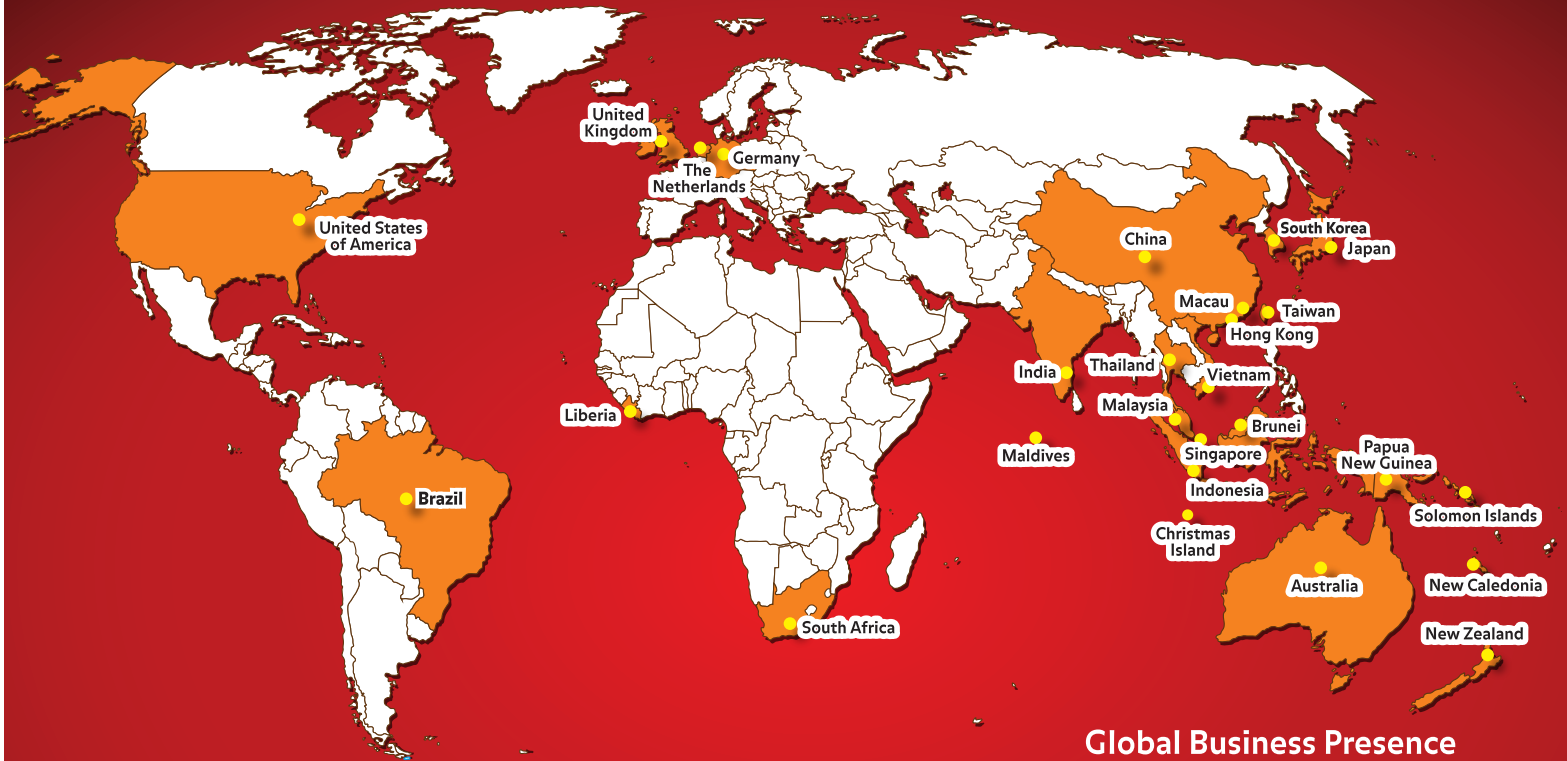 United
Kingdom
Germany
The
Netherlands
United States
of America
China
South Korea
Japan
Macau
Taiwan
Hong Kong
India
Thailand
Vietnam
Liberia
Malaysia
Brunei
Maldives
Singapore
Papua
New Guinea
Indonesia
Brazil
Solomon Islands
Christmas
Island
Australia
New Caledonia
South Africa
New Zealand
Global Business Presence